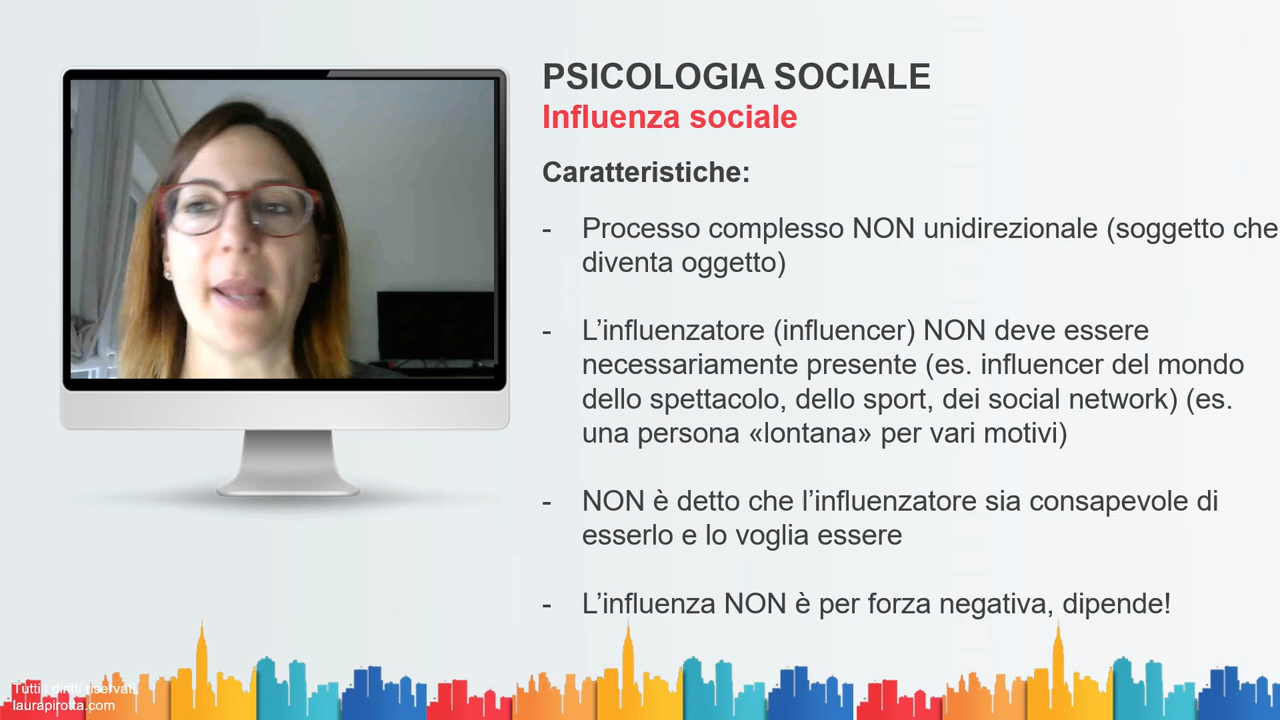 PSICOLOGIA SOCIALE
Influenza sociale
Caratteristiche:
- Processo complesso NON unidirezionale (soggetto che
diventa oggetto)
- L’influenzatore (influencer) NON deve essere
necessariamente presente (es. influencer del mondo
dello spettacolo, dello sport, dei social network) (es.
una persona «lontana» per vari motivi)
- NON è detto che l’influenzatore sia consapevole di
esserlo e lo voglia essere
- L’influenza NON è per forza negativa, dipende!
Tutti i diritti riservati
laurapirotta.com